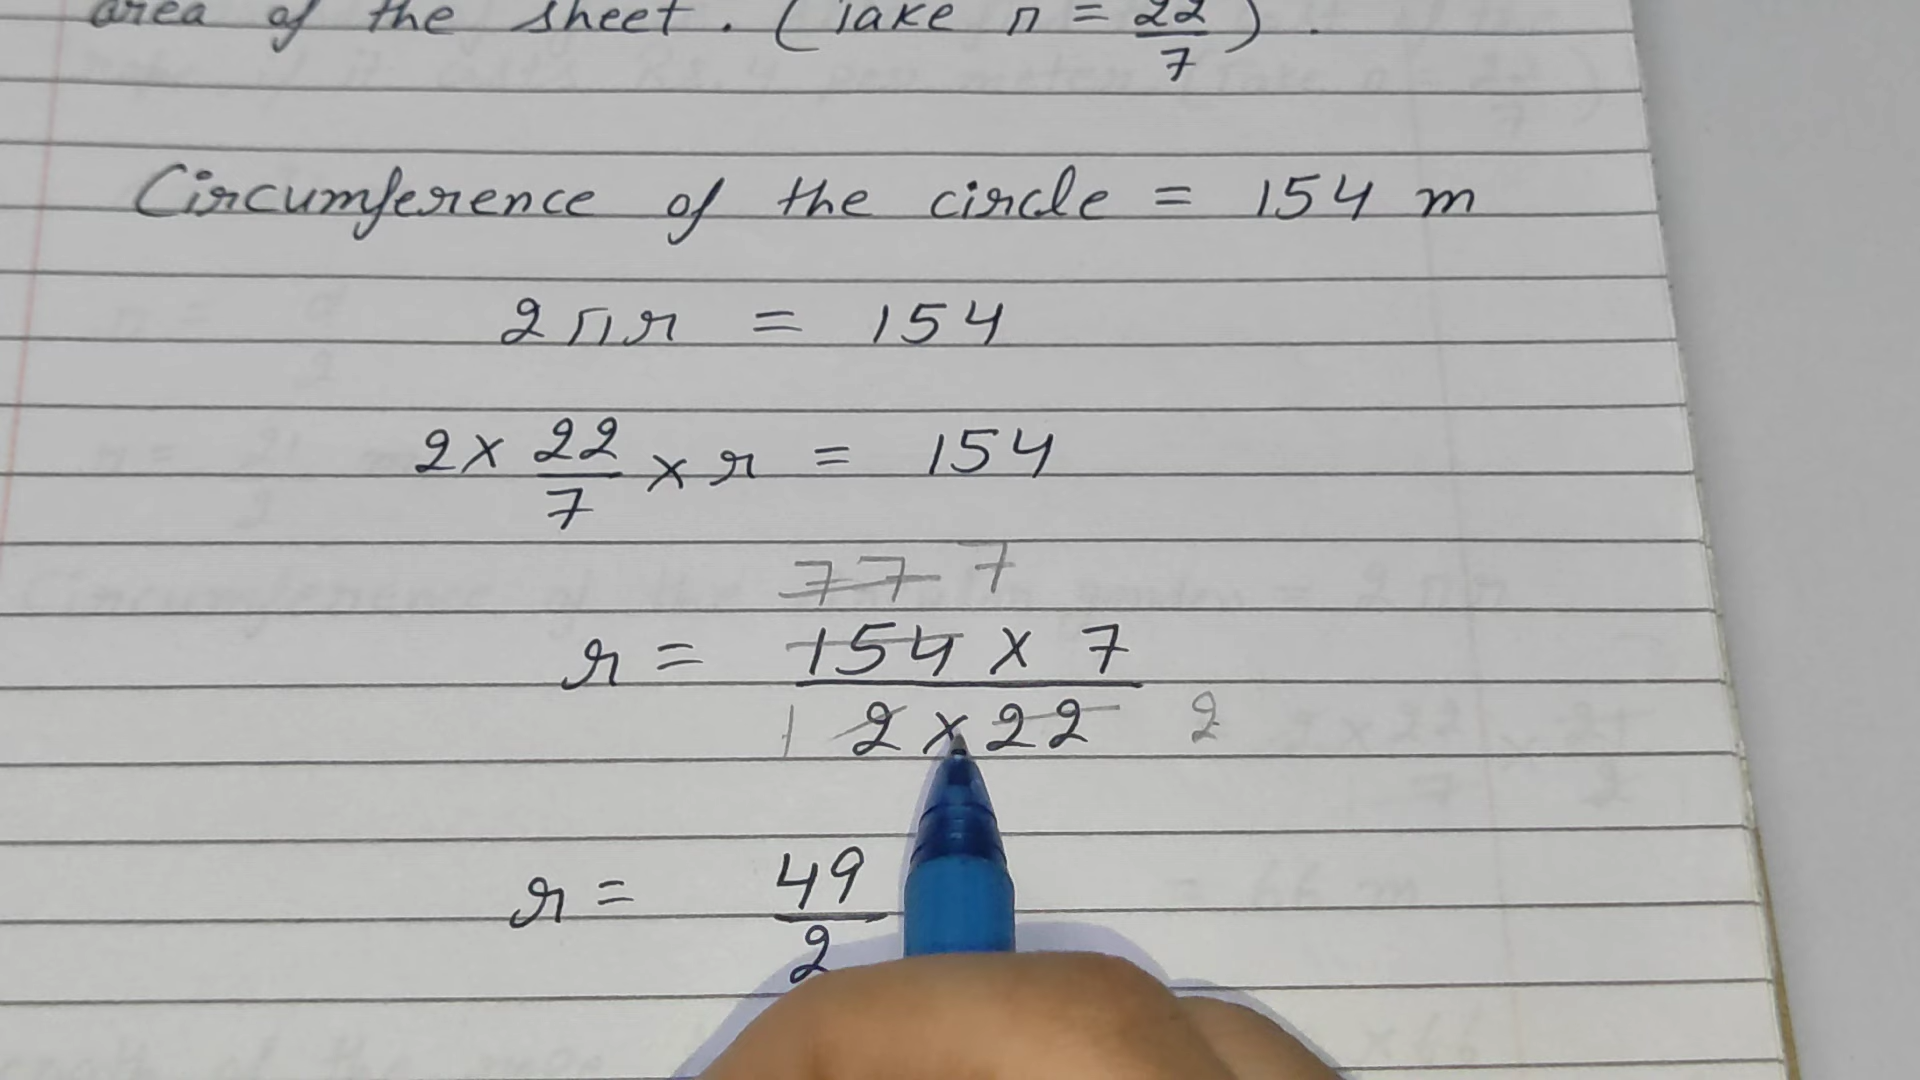 area of the sheet. (Take π = 22/7).
Circumference of the circle = 154 m
2πr = 154
2 × 22/7 × r = 154
77 7
r = 154 × 7
1 2 × 22 2
r = 49/2